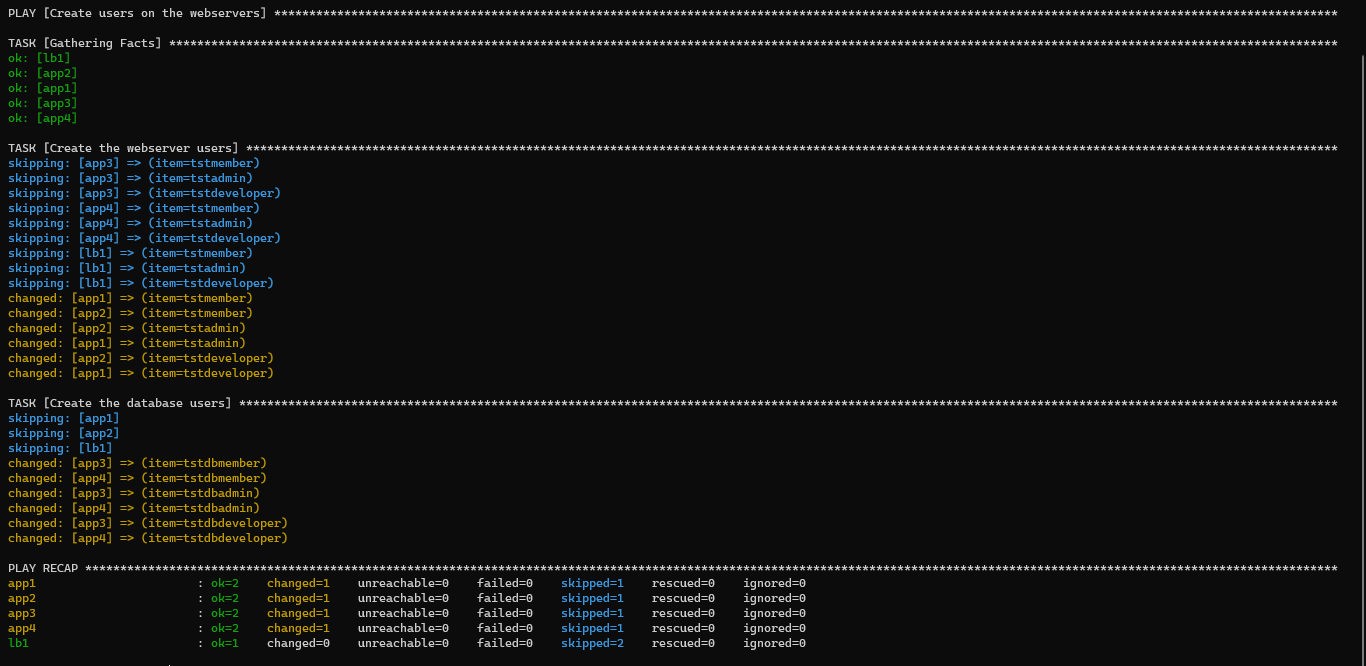 PLAY [Create users on the webservers] *******************************************************************************************************************************************************
TASK [Gathering Facts] **********************************************************************************************************************************************************************
ok: [lb1]
ok: [app2]
ok: [app1]
ok: [app3]
ok: [app4]
TASK [Create the webserver users] ***********************************************************************************************************************************************************
skipping: [app3] => (item=tstmember)
skipping: [app3] => (item=tstadmin)
skipping: [app3] => (item=tstdeveloper)
skipping: [app4] => (item=tstmember)
skipping: [app4] => (item=tstadmin)
skipping: [app4] => (item=tstdeveloper)
skipping: [lb1] => (item=tstmember)
skipping: [lb1] => (item=tstadmin)
skipping: [lb1] => (item=tstdeveloper)
changed: [app1] => (item=tstmember)
changed: [app2] => (item=tstmember)
changed: [app2] => (item=tstadmin)
changed: [app1] => (item=tstadmin)
changed: [app2] => (item=tstdeveloper)
changed: [app1] => (item=tstdeveloper)
TASK [Create the database users] ************************************************************************************************************************************************************
skipping: [app1]
skipping: [app2]
skipping: [lb1]
changed: [app3] => (item=tstdbmember)
changed: [app4] => (item=tstdbmember)
changed: [app3] => (item=tstdbadmin)
changed: [app4] => (item=tstdbadmin)
changed: [app3] => (item=tstdbdeveloper)
changed: [app4] => (item=tstdbdeveloper)
PLAY RECAP **********************************************************************************************************************************************************************************
app1                       : ok=2    changed=1    unreachable=0    failed=0    skipped=1    rescued=0    ignored=0
app2                       : ok=2    changed=1    unreachable=0    failed=0    skipped=1    rescued=0    ignored=0
app3                       : ok=2    changed=1    unreachable=0    failed=0    skipped=1    rescued=0    ignored=0
app4                       : ok=2    changed=1    unreachable=0    failed=0    skipped=1    rescued=0    ignored=0
lb1                        : ok=1    changed=0    unreachable=0    failed=0    skipped=2    rescued=0    ignored=0